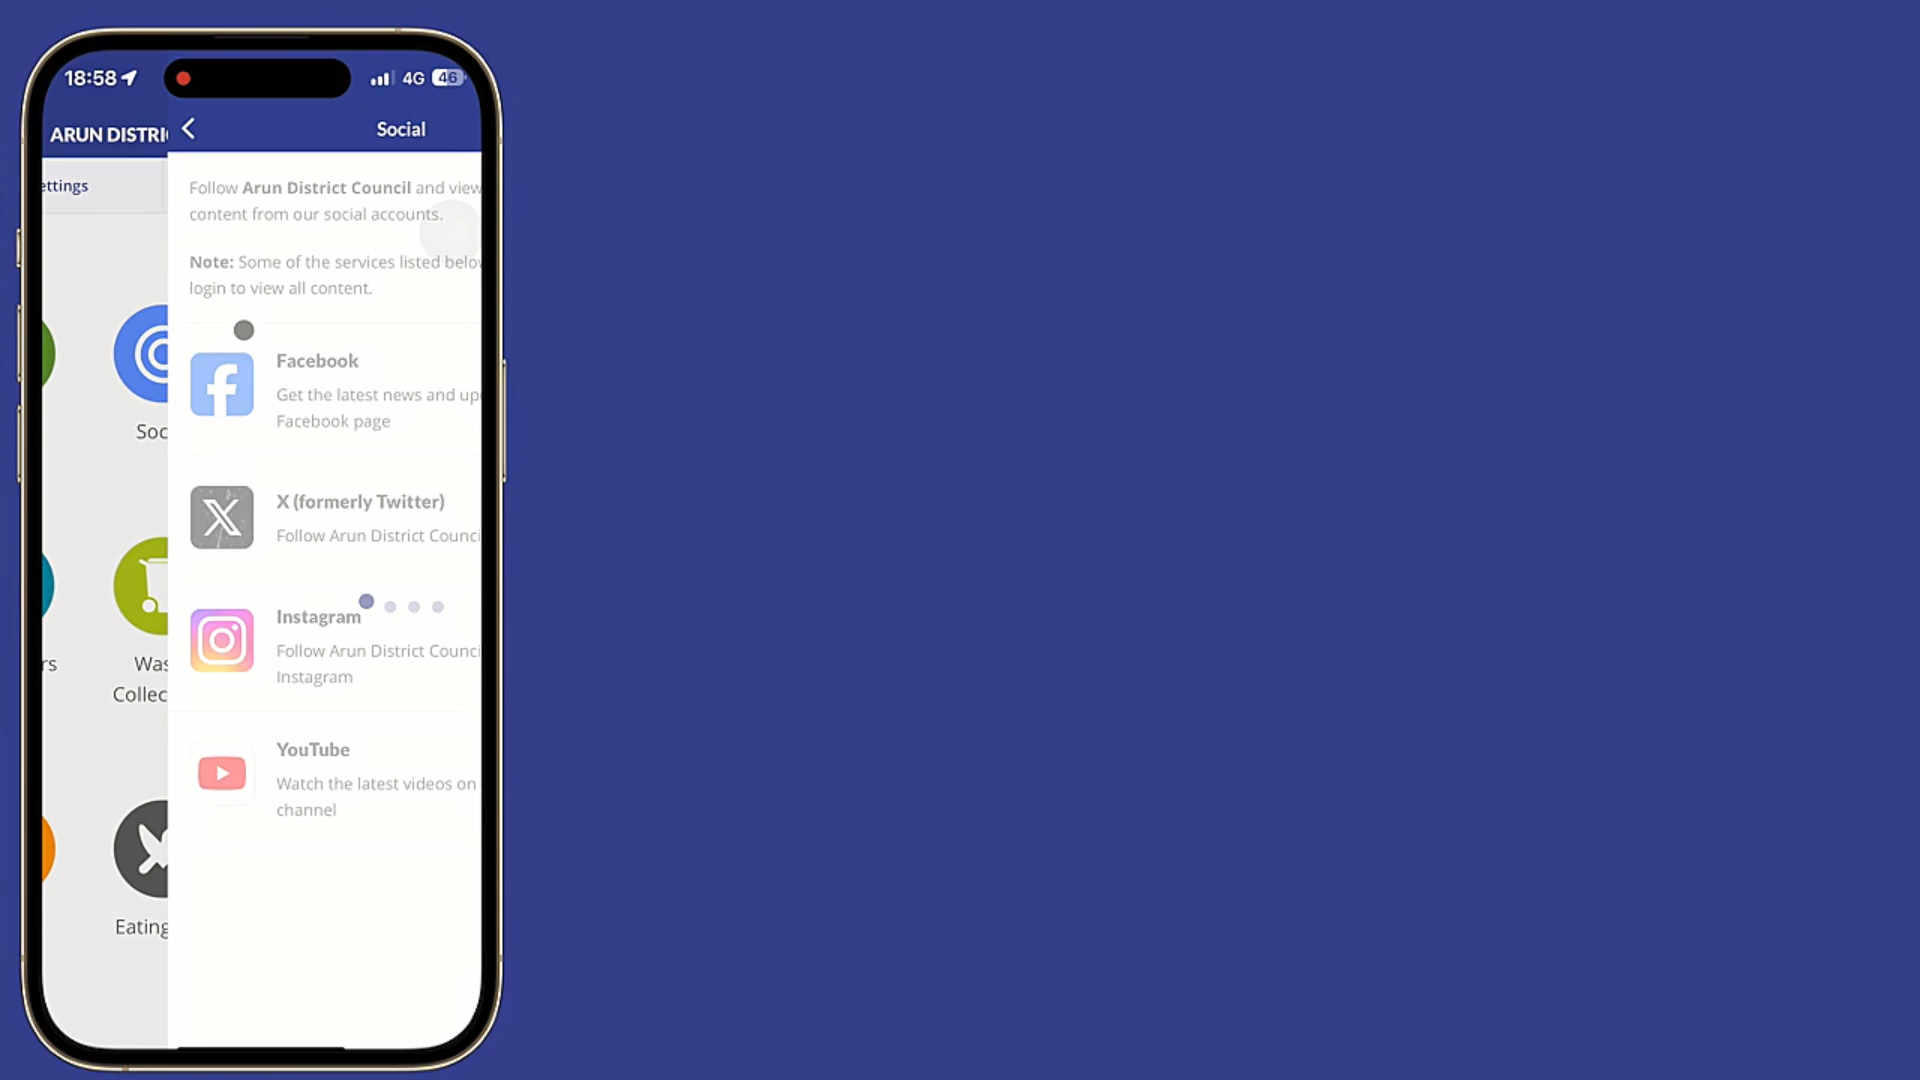 18:58
4G
46
ARUN DISTRI
Social
ettings
Follow Arun District Council and view
content from our social accounts.
Note: Some of the services listed below
login to view all content.
Facebook
Get the latest news and up
Facebook page
Soc
X (formerly Twitter)
Follow Arun District Counci
Instagram
Follow Arun District Counci
Instagram
rs
Was
Collec
YouTube
Watch the latest videos on
channel
Eating